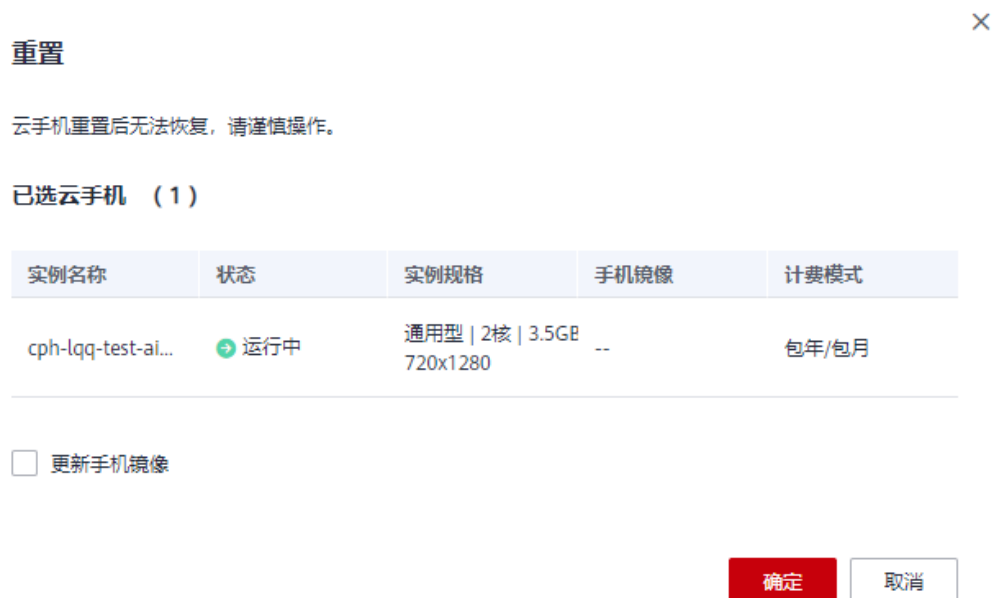 重置
云手机重置后无法恢复，请谨慎操作。
已选云手机 （1）
实例名称 状态 实例规格 手机镜像 计费模式
cph-lqq-test-ai... 运行中 通用型 | 2核 | 3.5GB -- 包年/包月
720x1280
更新手机镜像
确定 取消